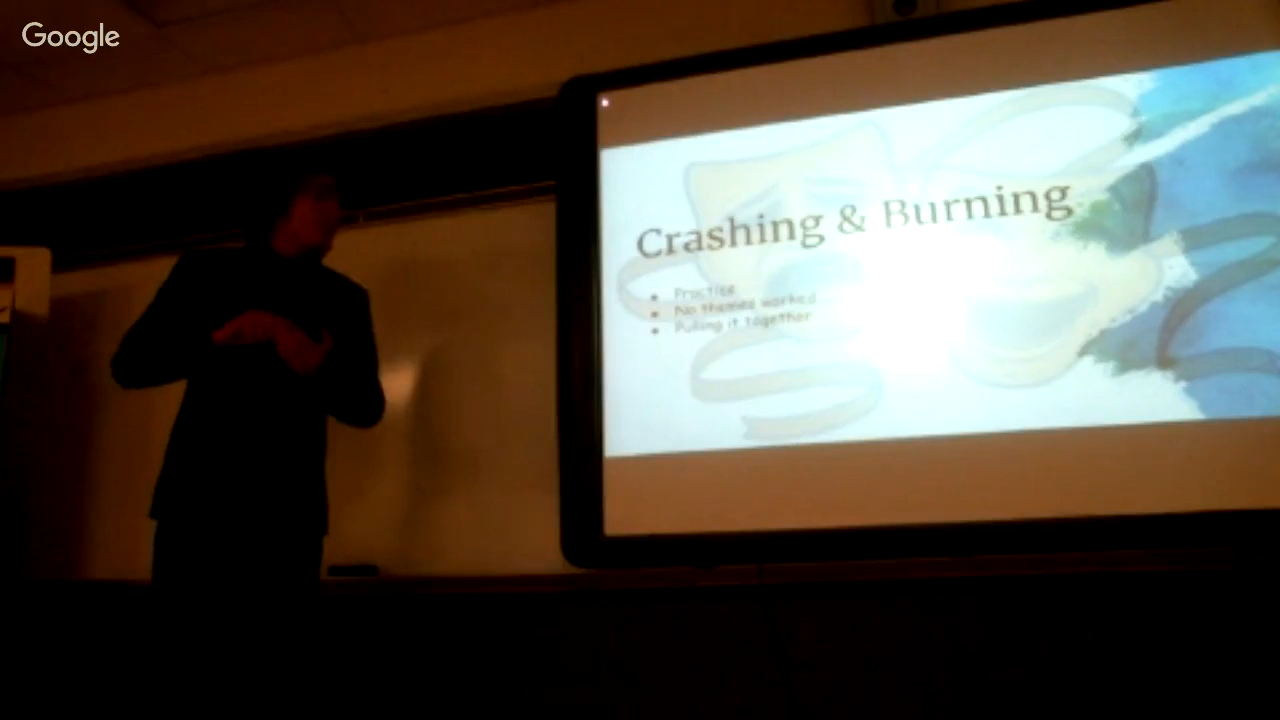 Google
Crashing & Burning
Practice
No themes worked
Pulling it together